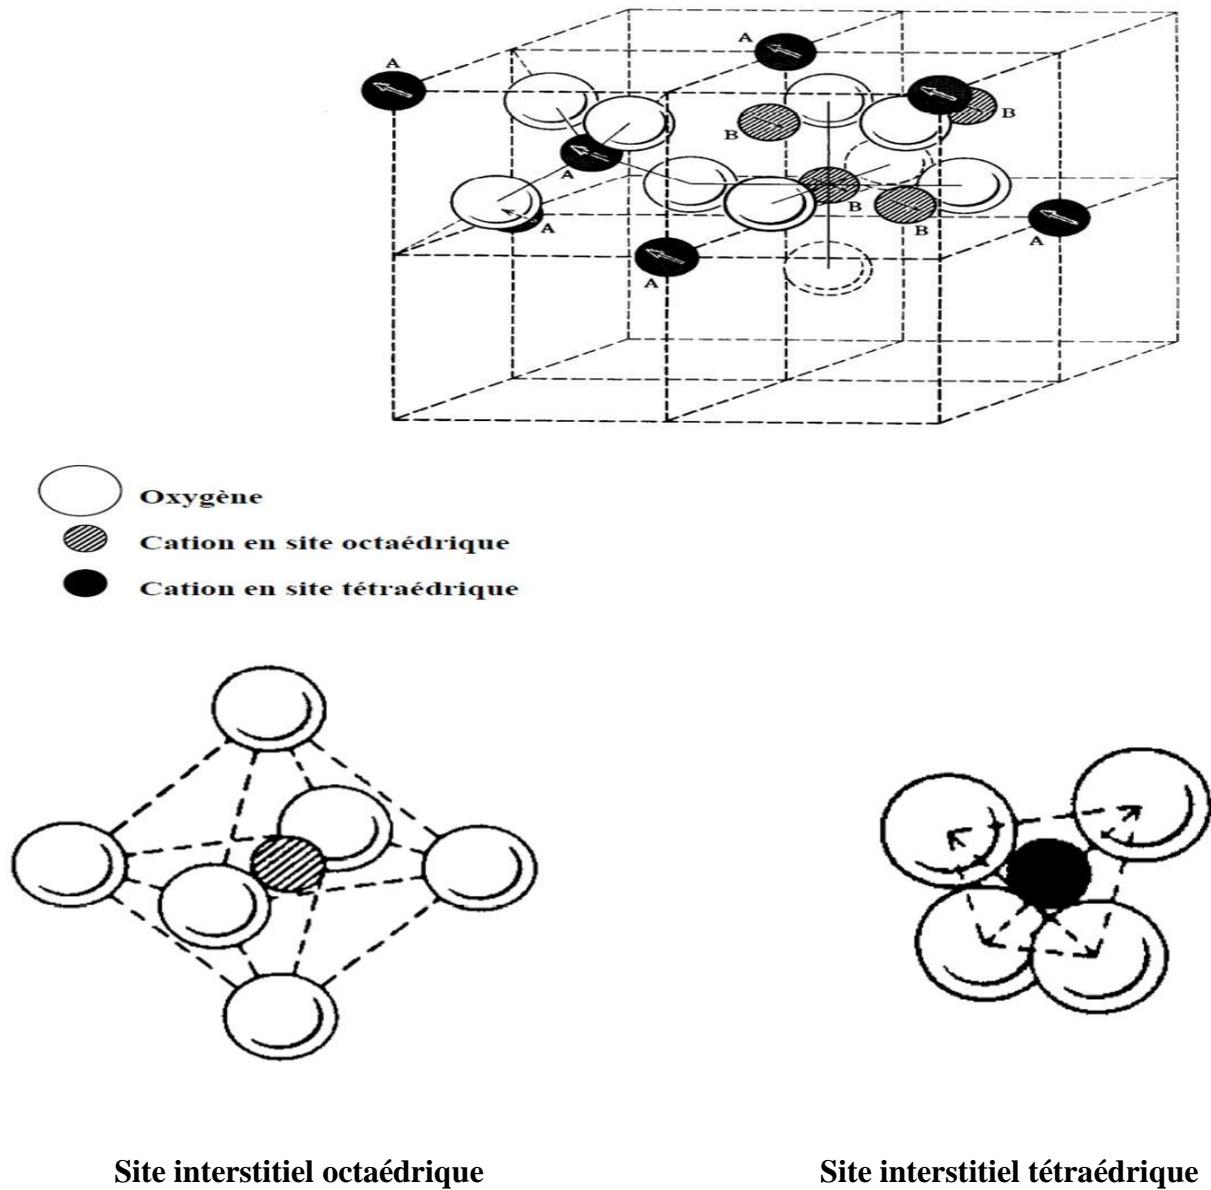 A
A
B
B
A
B
B
A
A
A
Oxygène
Cation en site octaédrique
Cation en site tétraédrique
Site interstitiel octaédrique
Site interstitiel tétraédrique